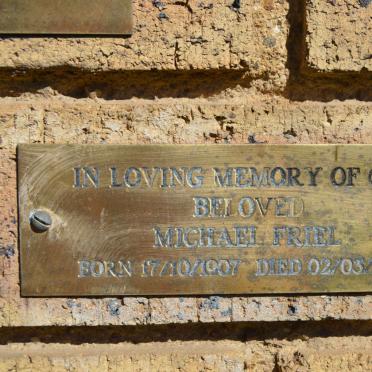 IN LOVING MEMORY OF
BELOVED
MICHAEL FRIEL
BORN 17/10/1907 DIED 02/03/